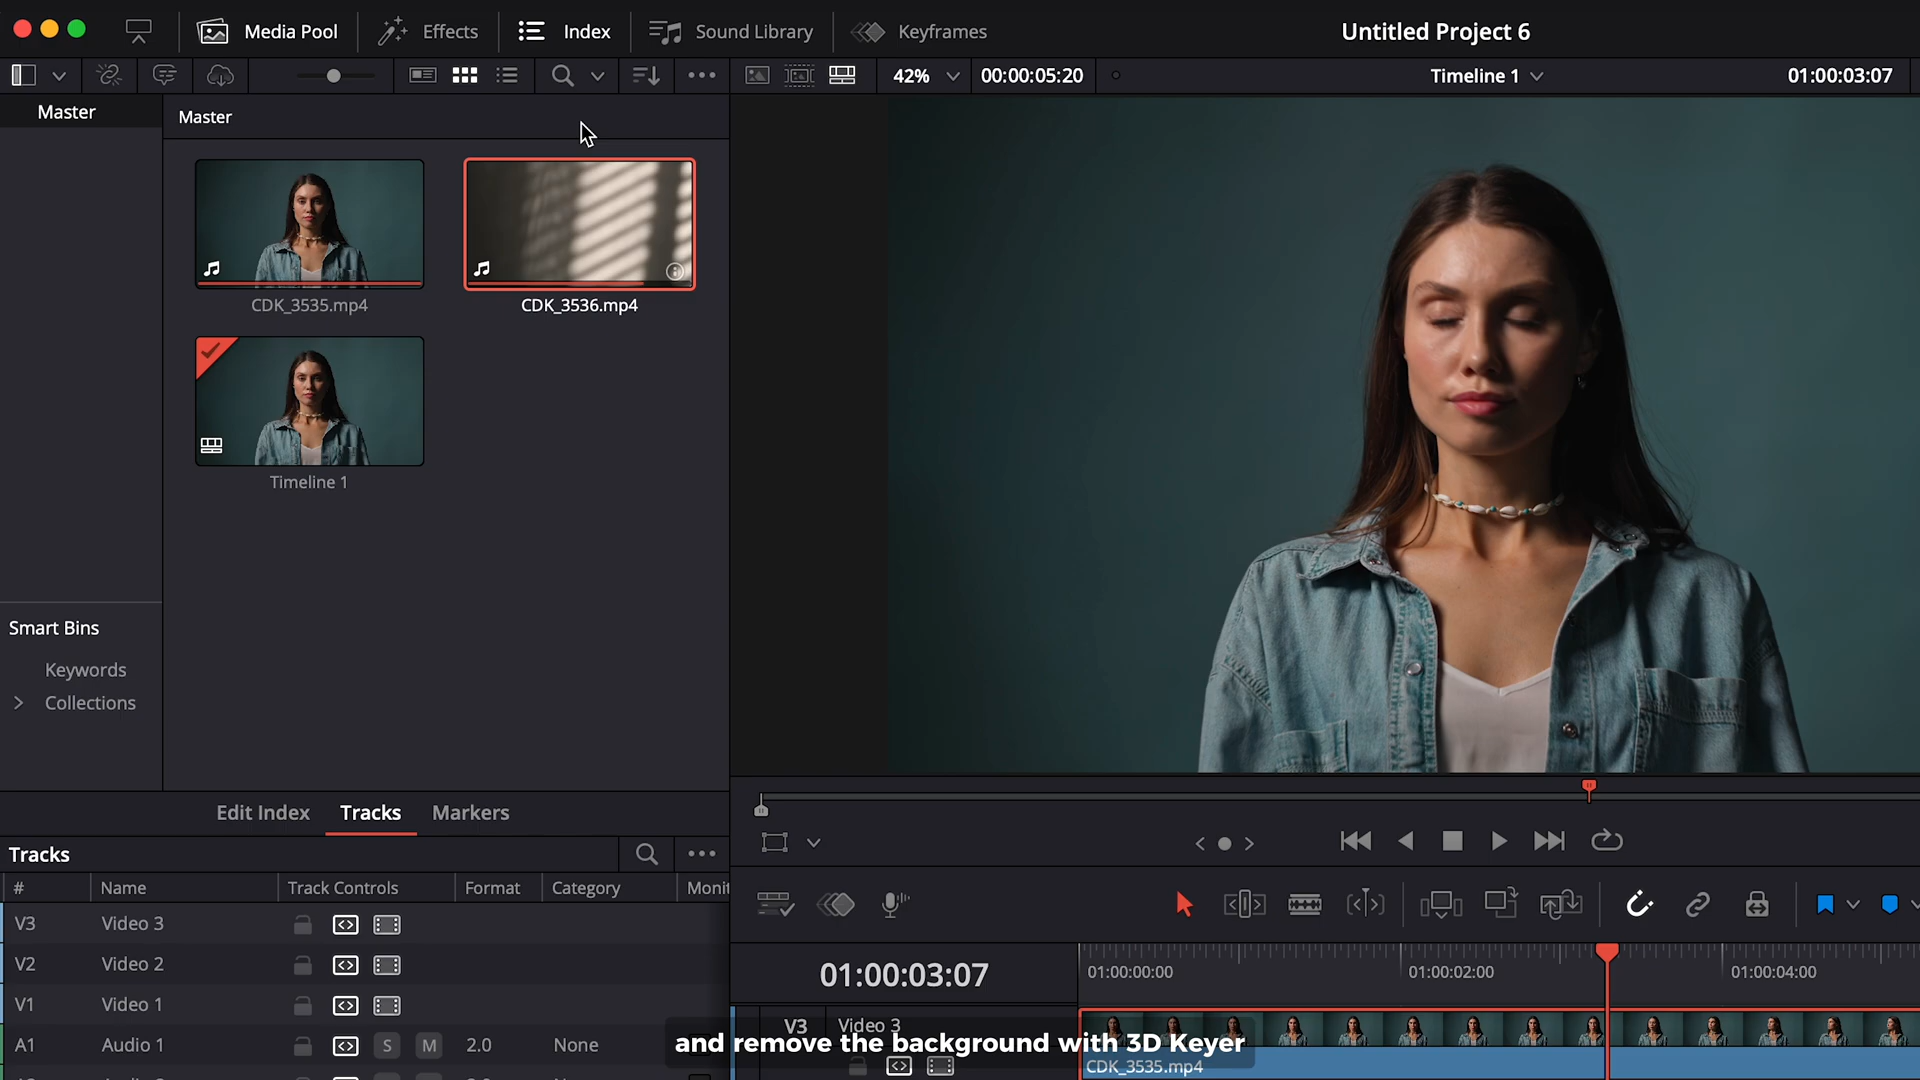 Media Pool
Effects
Index
Sound Library
Keyframes
Untitled Project 6
42%
00:00:05:20
Timeline 1
01:00:03:07
Master
Master
CDK_3535.mp4
CDK_3536.mp4
Timeline 1
Smart Bins
Keywords
Collections
Edit Index
Tracks
Markers
Tracks
# Name Track Controls Format Category Monit
V3 Video 3
V2 Video 2
V1 Video 1
A1 Audio 1 S M 2.0 None
01:00:03:07
01:00:00:00
01:00:02:00
01:00:04:00
V3 Video 3
and remove the background with 3D Keyer
CDK_3535.mp4